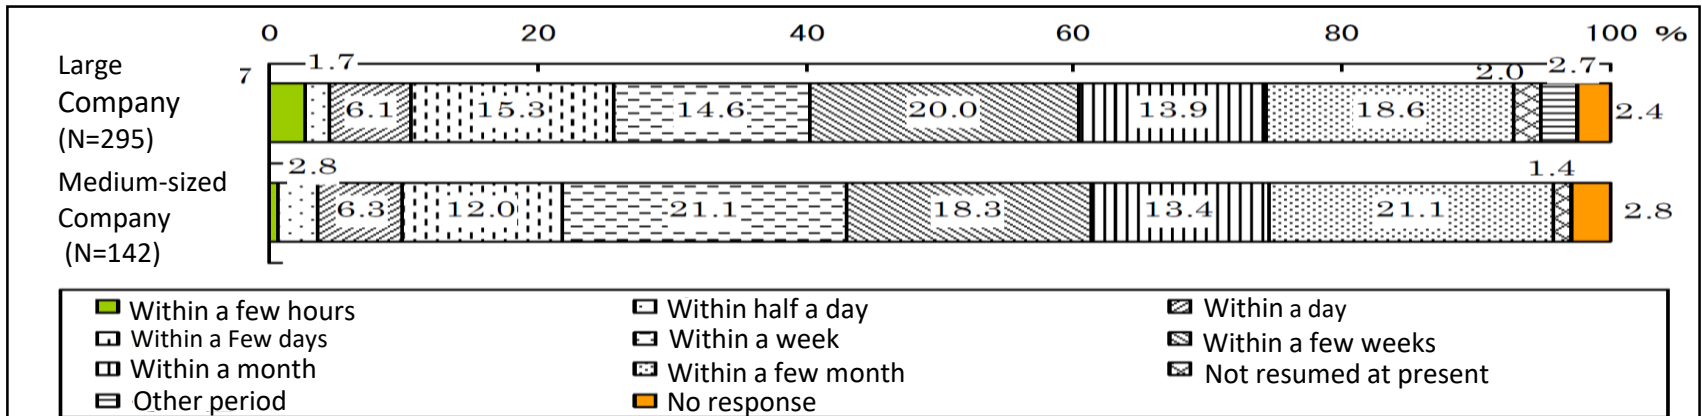 0 20 40 60 80 100 %
Large
Company
(N=295)
7 1.7 6.1 15.3 14.6 20.0 13.9 18.6 2.0 2.7 2.4
Medium-sized
Company
(N=142)
2.8 6.3 12.0 21.1 18.3 13.4 21.1 1.4 2.8
Within a few hours Within half a day Within a day
Within a Few days Within a week Within a few weeks
Within a month Within a few month Not resumed at present
Other period No response